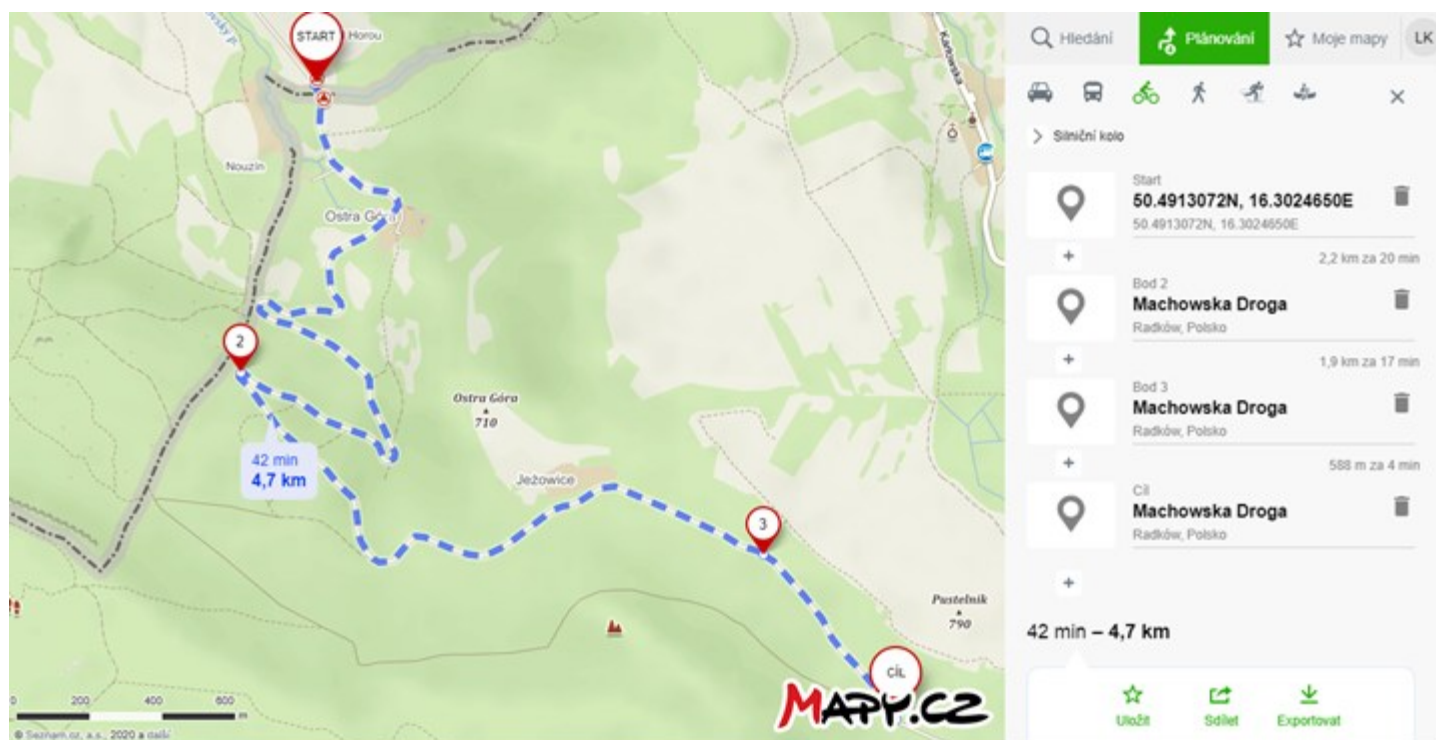 START
Horou
Nouzín
Ostra Góra
2
42 min
4,7 km
Ostra Góra
710
Jeżowice
3
Pustelnik
790
CÍL
0 200 400 600
m
© Seznam.cz, a.s., 2020 a další
MAPY.CZ
Hledání
Plánování
Moje mapy
LK
Silniční kolo
Start
50.4913072N, 16.3024650E
50.4913072N, 16.3024650E
2,2 km za 20 min
Bod 2
Machowska Droga
Radków, Polsko
1,9 km za 17 min
Bod 3
Machowska Droga
Radków, Polsko
588 m za 4 min
Cíl
Machowska Droga
Radków, Polsko
42 min – 4,7 km
Uložit
Sdílet
Exportovat